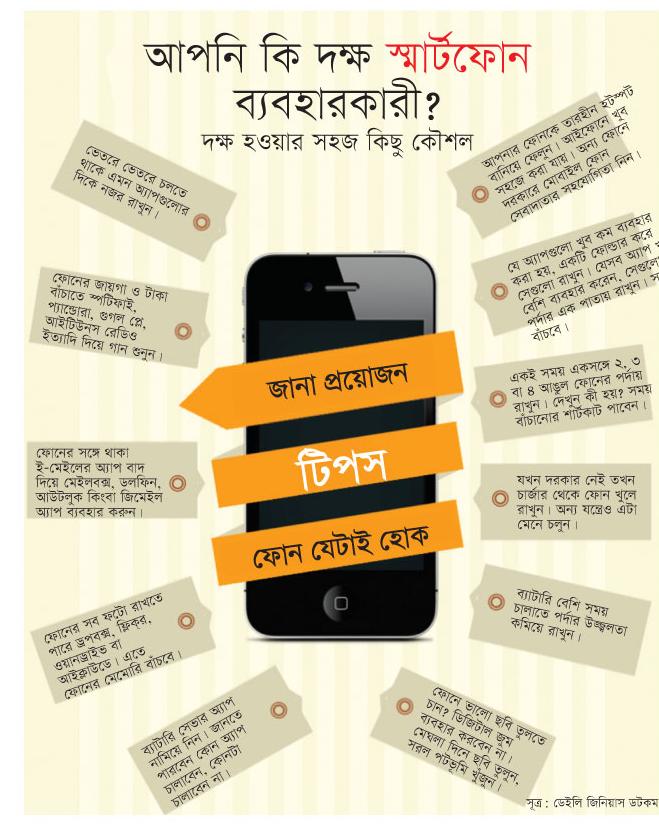 আপনি কি দক্ষ স্মার্টফোন
ব্যবহারকারী?
দক্ষ হওয়ার সহজ কিছু কৌশল
ভেতরে ভেতরে চলতে
থাকে এমন অ্যাপগুলোর
দিকে নজর রাখুন।
আপনার ফোনকে তারহীন হটস্পট
বানিয়ে ফেলুন। আইফোনে খুব
সহজে করা যায়। অন্য ফোনে
দরকারে মোবাইল ফোন
সেবাদাতার সহযোগিতা নিন।
ফোনের জায়গা ও টাকা
বাঁচাতে স্পটিফাই,
প্যান্ডোরা, গুগল প্লে,
আইটিউনস রেডিও
ইত্যাদি দিয়ে গান শুনুন।
যে অ্যাপগুলো খুব কম ব্যবহার
করা হয়, একটি ফোল্ডার করে
সেগুলো রাখুন। যেসব অ্যাপ
বেশি ব্যবহার করেন, সেগুলো
পর্দার এক পাতায় রাখুন।
বাঁচবে।
জানা প্রয়োজন
টিপস
ফোন যেটাই হোক
একই সময় একসঙ্গে ২, ৩
বা ৪ আঙুল ফোনের পর্দায়
রাখুন। দেখুন কী হয়? সময়
বাঁচানোর শর্টকাট পাবেন।
ফোনের সঙ্গে থাকা
ই-মেইলের অ্যাপ বাদ
দিয়ে মেইলবক্স, ডলফিন,
আউটলুক কিংবা জিমেইল
অ্যাপ ব্যবহার করুন।
যখন দরকার নেই তখন
চার্জার থেকে ফোন খুলে
রাখুন। অন্য যন্ত্রেও এটা
মেনে চলুন।
ফোনের সব ফটো রাখতে
পারে ড্রপবক্স, ফ্লিকর,
ওয়ানড্রাইভ বা
আইক্লাউডে। এতে
ফোনের মেমোরি বাঁচবে।
ব্যাটারি বেশি সময়
চালাতে পর্দার উজ্জ্বলতা
কমিয়ে রাখুন।
ব্যাটারি সেভার অ্যাপ
নামিয়ে নিন। জানতে
পারবেন কোন অ্যাপ
চালাবেন, কোনটা
চালাবেন না।
ফোনে ভালো ছবি তুলতে
চান? ডিজিটাল জুম
ব্যবহার করবেন না।
মেঘলা দিনে ছবি তুলুন,
সরল পটভূমি খুঁজুন।
সূত্র : ডেইলি জিনিয়াস ডটকম